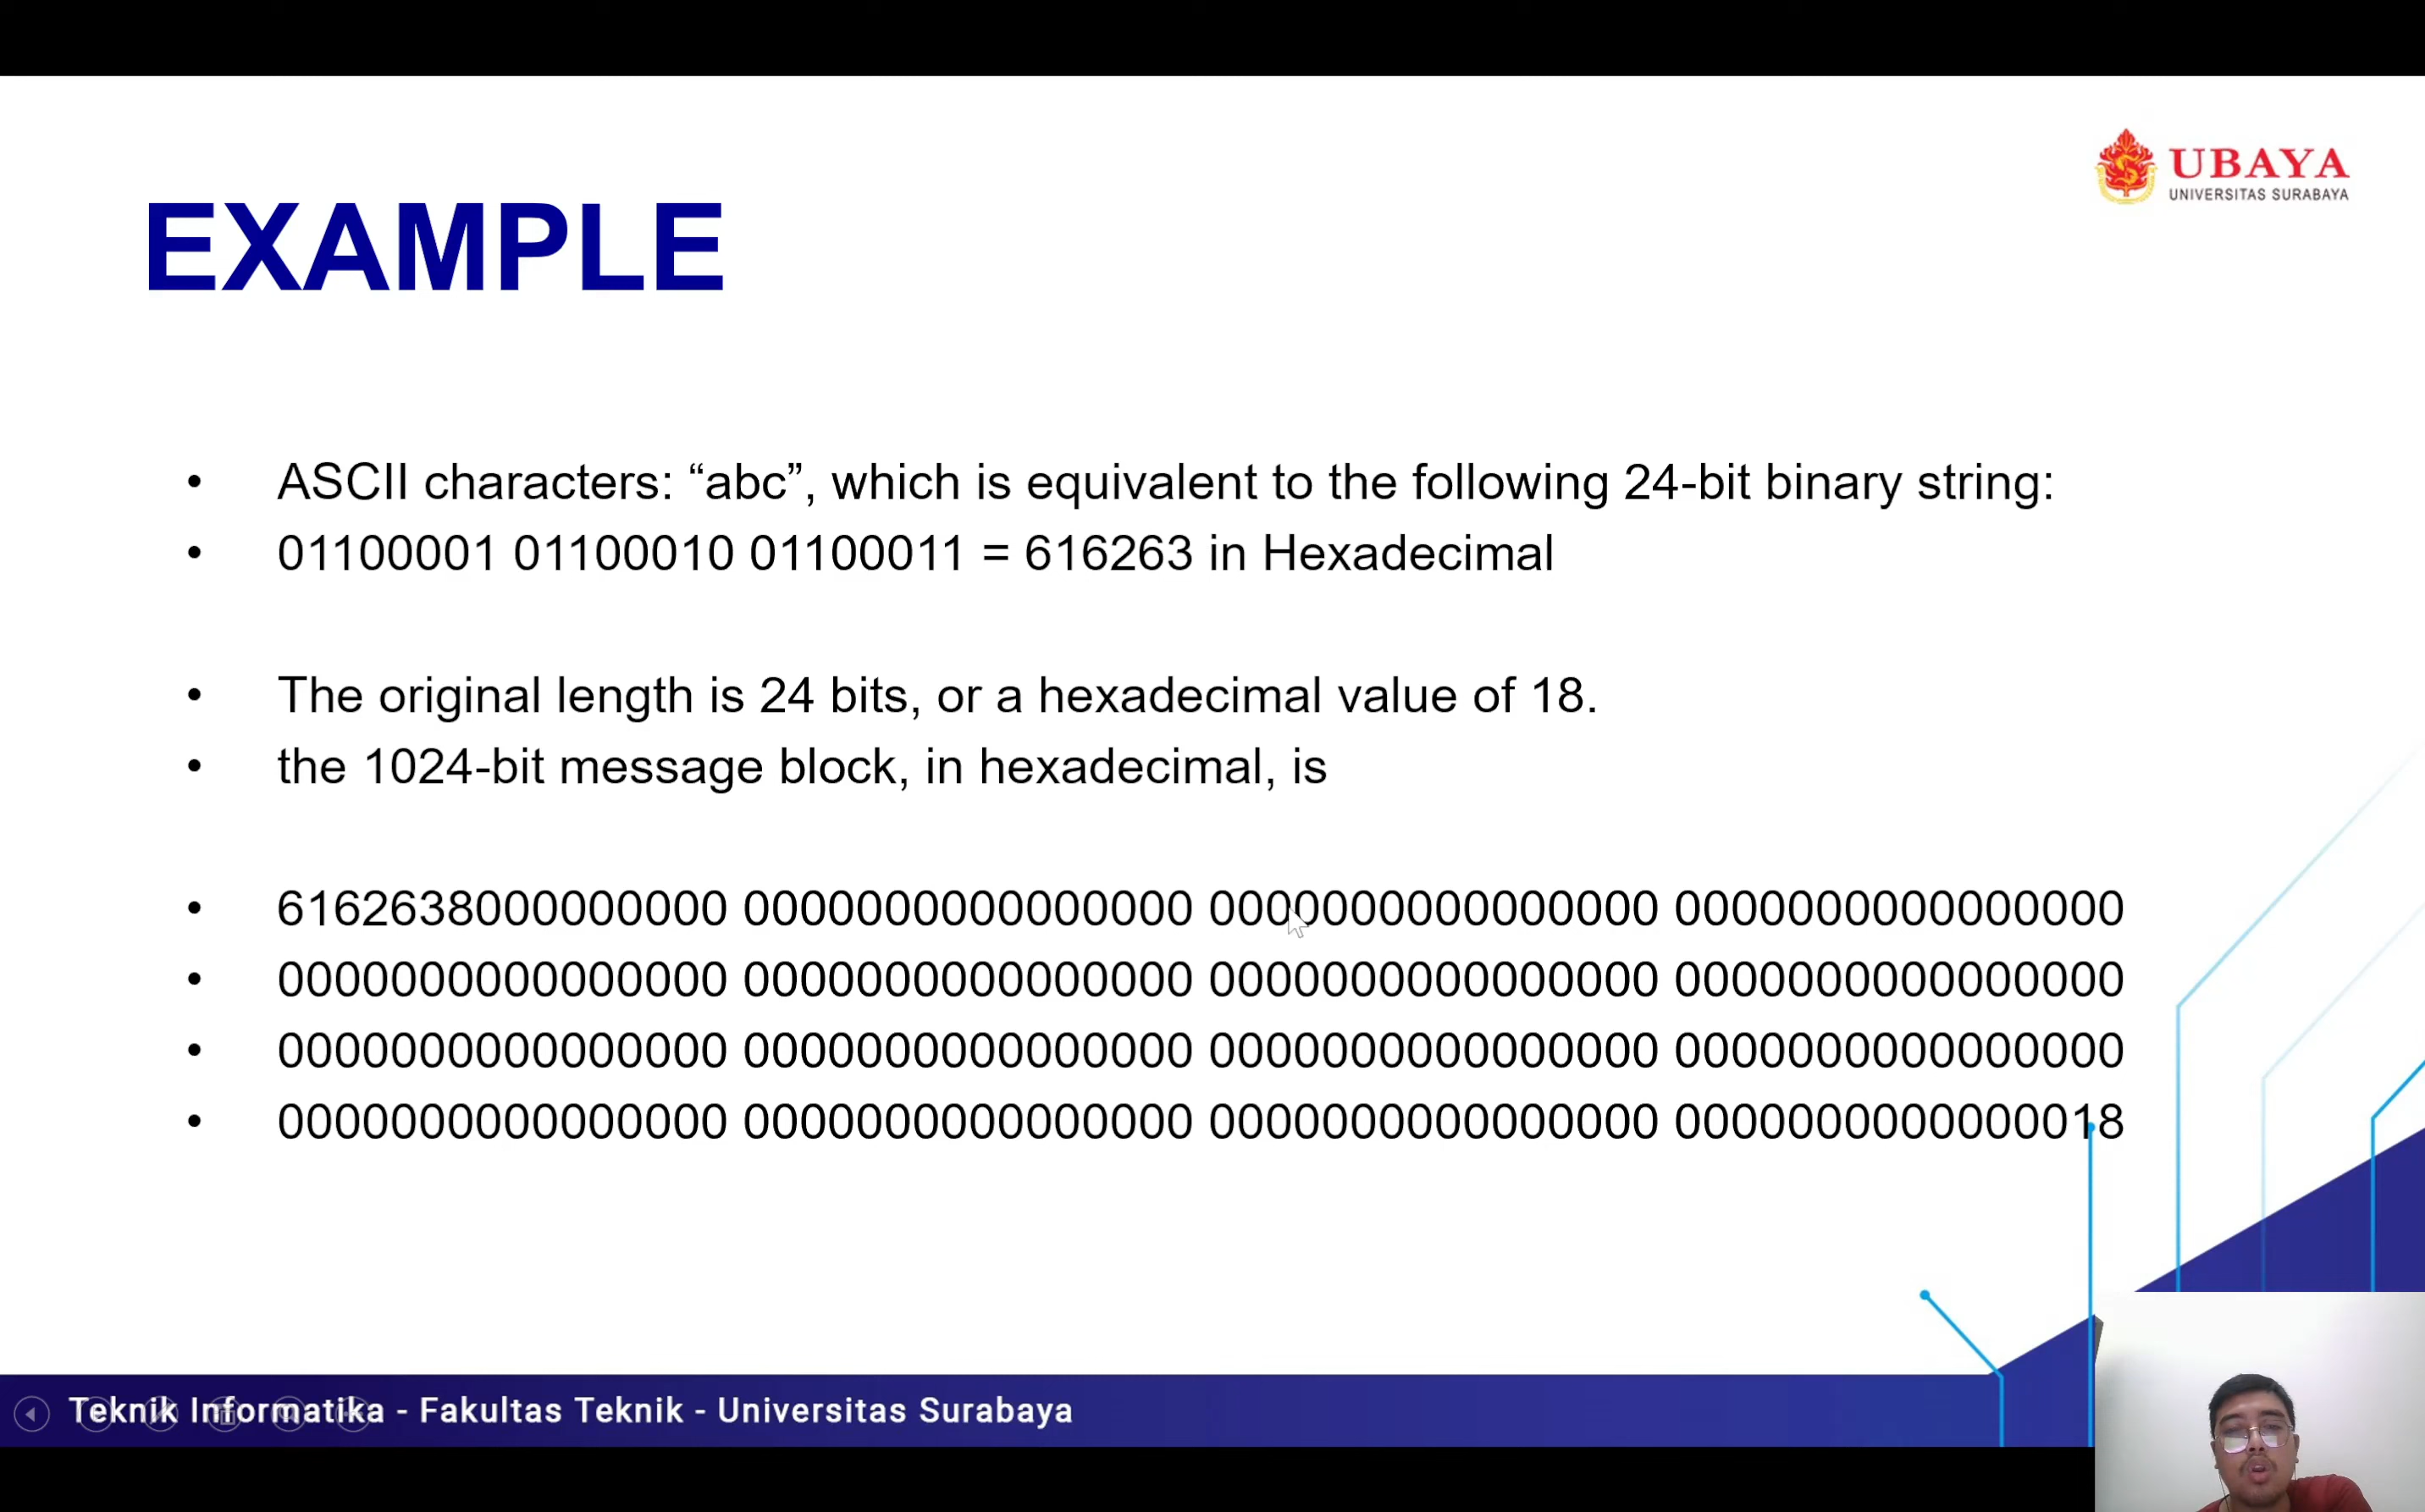 UBAYA
UNIVERSITAS SURABAYA
EXAMPLE
• ASCII characters: “abc”, which is equivalent to the following 24-bit binary string:
• 01100001 01100010 01100011 = 616263 in Hexadecimal
• The original length is 24 bits, or a hexadecimal value of 18.
• the 1024-bit message block, in hexadecimal, is
• 6162638000000000 0000000000000000 0000000000000000 0000000000000000
• 0000000000000000 0000000000000000 0000000000000000 0000000000000000
• 0000000000000000 0000000000000000 0000000000000000 0000000000000000
• 0000000000000000 0000000000000000 0000000000000000 0000000000000018
Teknik Informatika - Fakultas Teknik - Universitas Surabaya